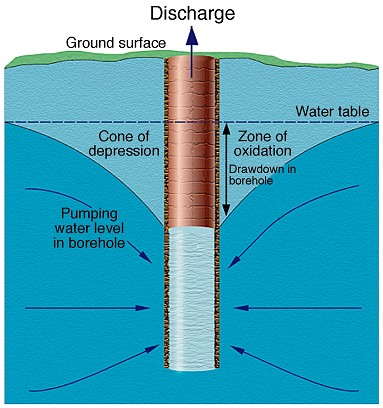 Discharge
Ground surface
Water table
Cone of
depression
Zone of
oxidation
Drawdown in
borehole
Pumping
water level
in borehole